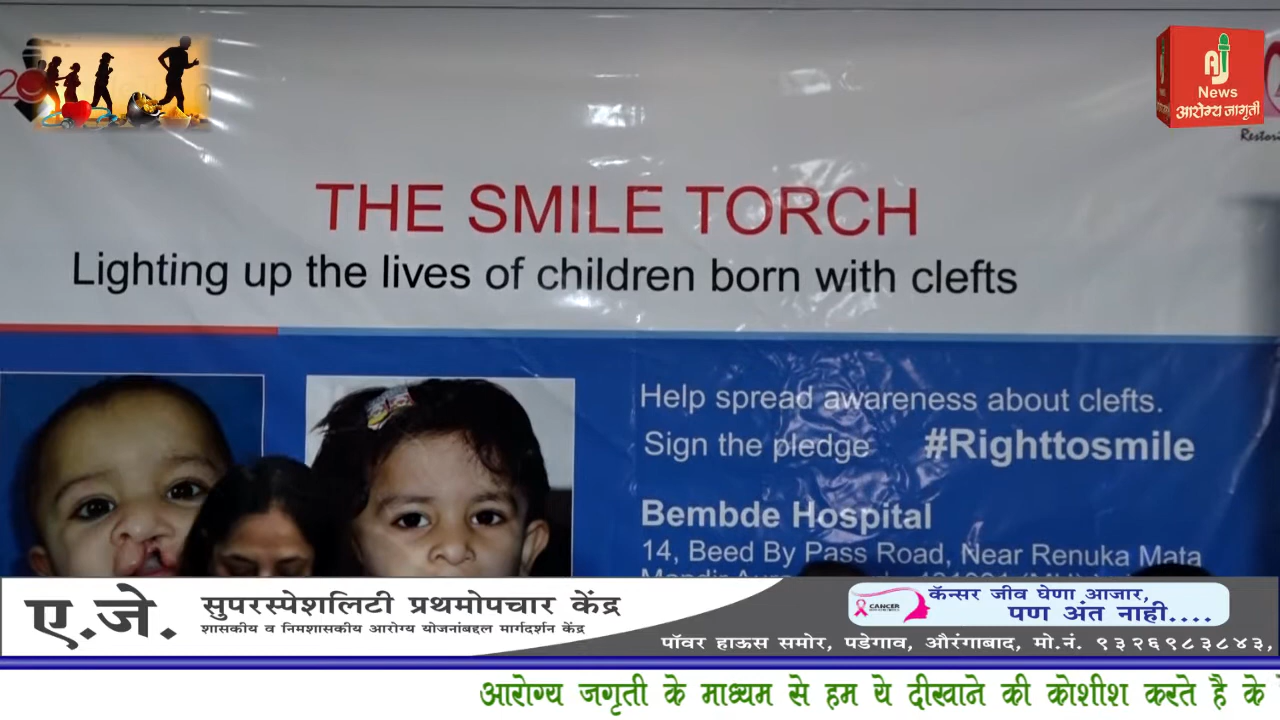 20
AJ
News
आरोग्य जागृती
THE SMILE TORCH
Lighting up the lives of children born with clefts
Help spread awareness about clefts.
Sign the pledge #Righttosmile
Bembde Hospital
14, Beed By Pass Road, Near Renuka Mata
ए.जे. सुपरस्पेशलिटी प्रथमोपचार केंद्र
शासकीय व निमशासकीय आरोग्य योजनांबद्दल मार्गदर्शन केंद्र
CANCER
कॅन्सर जीव घेणा आजार,
पण अंत नाही....
पॉवर हाऊस समोर, पडेगाव, औरंगाबाद, मो.नं. ९३२६९८३८४३,
आरोग्य जगृती के माध्यम से हम ये दीखाने की कोशीश करते है के